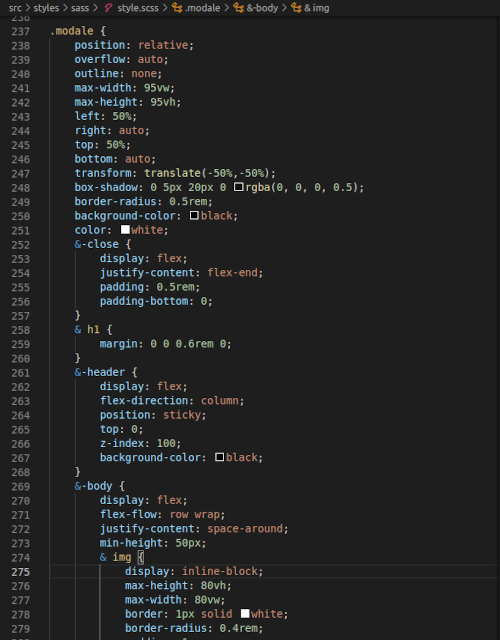 src > styles > sass > style.scss > .modale > &-body > & img
236
237 .modale {
238 position: relative;
239 overflow: auto;
240 outline: none;
241 max-width: 95vw;
242 max-height: 95vh;
243 left: 50%;
244 right: auto;
245 top: 50%;
246 bottom: auto;
247 transform: translate(-50%,-50%);
248 box-shadow: 0 5px 20px 0 rgba(0, 0, 0, 0.5);
249 border-radius: 0.5rem;
250 background-color: black;
251 color: white;
252 &-close {
253 display: flex;
254 justify-content: flex-end;
255 padding: 0.5rem;
256 padding-bottom: 0;
257 }
258 & h1 {
259 margin: 0 0 0.6rem 0;
260 }
261 &-header {
262 display: flex;
263 flex-direction: column;
264 position: sticky;
265 top: 0;
266 z-index: 100;
267 background-color: black;
268 }
269 &-body {
270 display: flex;
271 flex-flow: row wrap;
272 justify-content: space-around;
273 min-height: 50px;
274 & img {
275 display: inline-block;
276 max-height: 80vh;
277 max-width: 80vw;
278 border: 1px solid white;
279 border-radius: 0.4rem;